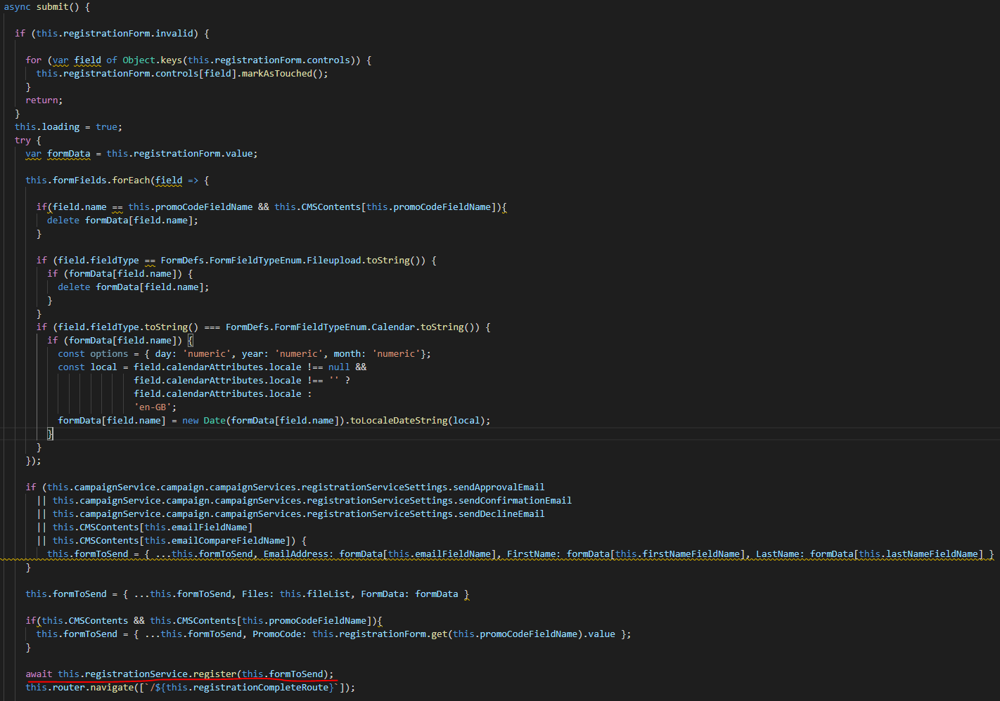 async submit() {
if (this.registrationForm.invalid) {
for (var field of Object.keys(this.registrationForm.controls)) {
this.registrationForm.controls[field].markAsTouched();
}
return;
}
this.loading = true;
try {
var formData = this.registrationForm.value;
this.formFields.forEach(field => {
if(field.name == this.promoCodeFieldName && this.CMSContents[this.promoCodeFieldName]){
delete formData[field.name];
}
if (field.fieldType == FormDefs.FormFieldTypeEnum.Fileupload.toString()) {
if (formData[field.name]) {
delete formData[field.name];
}
}
if (field.fieldType.toString() === FormDefs.FormFieldTypeEnum.Calendar.toString()) {
if (formData[field.name]) {
const options = { day: 'numeric', year: 'numeric', month: 'numeric'};
const local = field.calendarAttributes.locale !== null &&
field.calendarAttributes.locale !== '' ?
field.calendarAttributes.locale :
'en-GB';
formData[field.name] = new Date(formData[field.name]).toLocaleDateString(local);
}
}
});
if (this.campaignService.campaign.campaignServices.registrationServiceSettings.sendApprovalEmail
|| this.campaignService.campaign.campaignServices.registrationServiceSettings.sendConfirmationEmail
|| this.campaignService.campaign.campaignServices.registrationServiceSettings.sendDeclineEmail
|| this.CMSContents[this.emailFieldName]
|| this.CMSContents[this.emailCompareFieldName]) {
this.formToSend = { ...this.formToSend, EmailAddress: formData[this.emailFieldName], FirstName: formData[this.firstNameFieldName], LastName: formData[this.lastNameFieldName] }
}
this.formToSend = { ...this.formToSend, Files: this.fileList, FormData: formData }
if(this.CMSContents && this.CMSContents[this.promoCodeFieldName]){
this.formToSend = { ...this.formToSend, PromoCode: this.registrationForm.get(this.promoCodeFieldName).value };
}
await this.registrationService.register(this.formToSend);
this.router.navigate([`/${this.registrationCompleteRoute}`]);